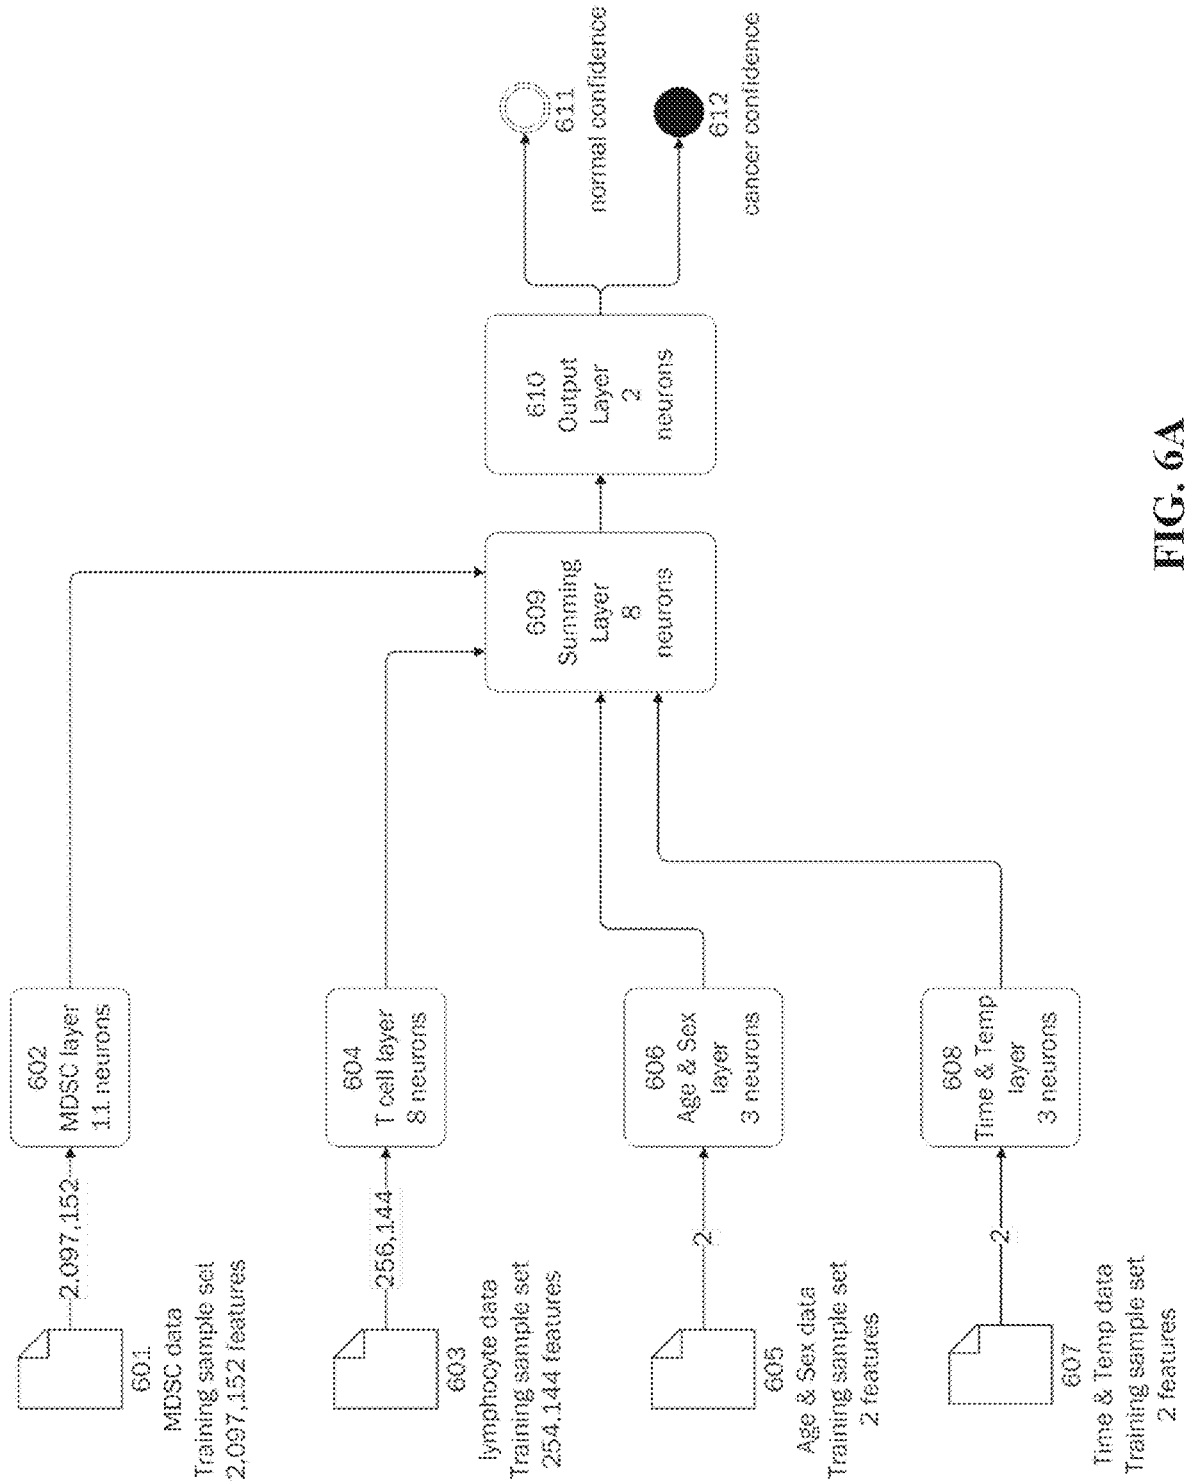 601
MDSC data
Training sample set
2,097,152 features
2,097,152
602
MDSC layer
11 neurons
603
lymphocyte data
Training sample set
254,144 features
256,144
604
T cell layer
8 neurons
605
Age & Sex data
Training sample set
2 features
2
606
Age & Sex
layer
3 neurons
607
Time & Temp data
Training sample set
2 features
2
608
Time & Temp
layer
3 neurons
609
Summing
Layer
8
neurons
610
Output
Layer
2
neurons
611
normal confidence
612
cancer confidence
FIG. 6A